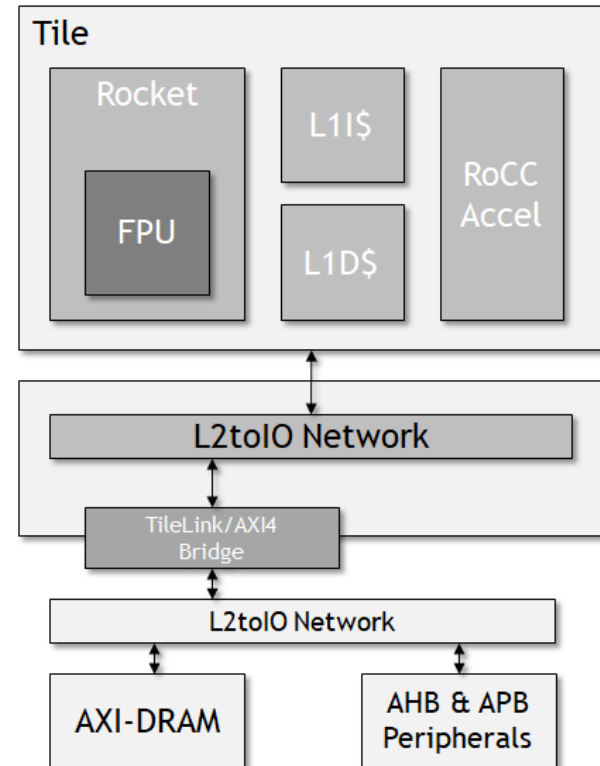 Tile
Rocket
FPU
L1I$
L1D$
RoCC
Accel
L2toIO Network
TileLink/AXI4
Bridge
L2toIO Network
AXI-DRAM
AHB & APB
Peripherals